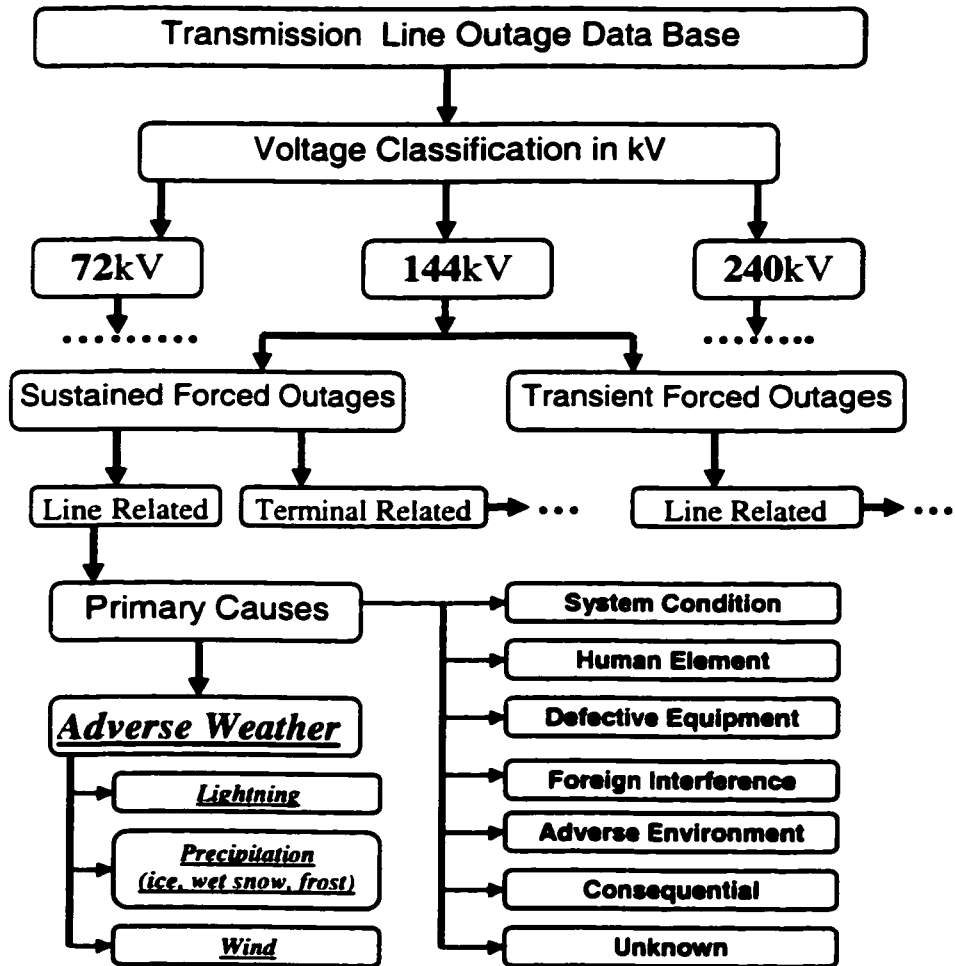 Transmission Line Outage Data Base
Voltage Classification in kV
72kV
144kV
240kV
.........
........
Sustained Forced Outages
Transient Forced Outages
Line Related
Terminal Related
...
Line Related
...
Primary Causes
System Condition
Human Element
Defective Equipment
Foreign Interference
Adverse Environment
Consequential
Unknown
Adverse Weather
Lightning
Precipitation
(ice, wet snow, frost)
Wind